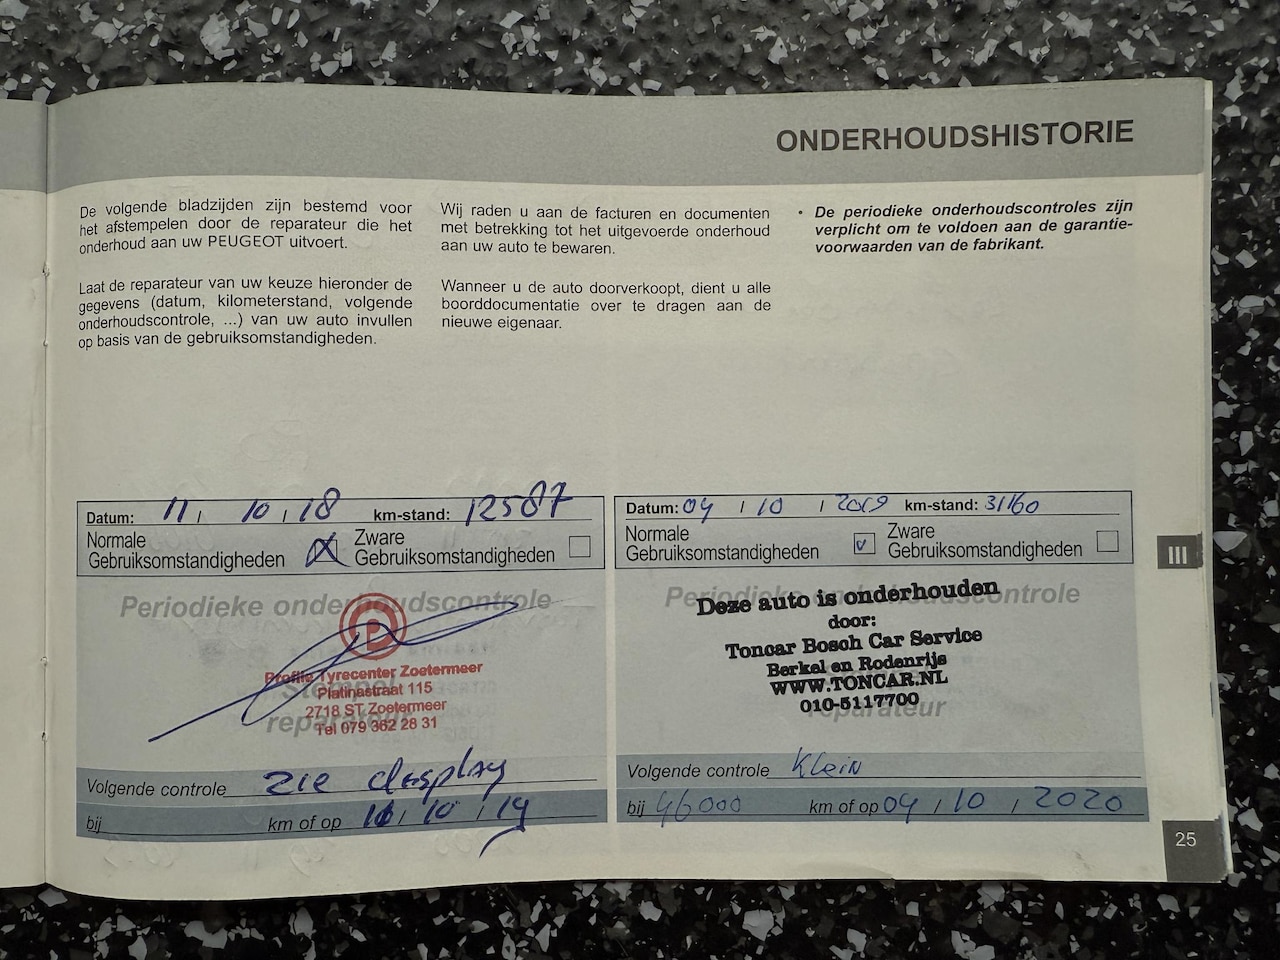 ONDERHOUDSHISTORIE
De volgende bladzijden zijn bestemd voor
het afstempelen door de reparateur die het
onderhoud aan uw PEUGEOT uitvoert.
Laat de reparateur van uw keuze hieronder de
gegevens (datum, kilometerstand, volgende
onderhoudscontrole, ...) van uw auto invullen
op basis van de gebruiksomstandigheden.
Wij raden u aan de facturen en documenten
met betrekking tot het uitgevoerde onderhoud
aan uw auto te bewaren.
Wanneer u de auto doorverkoopt, dient u alle
boorddocumentatie over te dragen aan de
nieuwe eigenaar.
• De periodieke onderhoudscontroles zijn
verplicht om te voldoen aan de garantie-
voorwaarden van de fabrikant.
Datum: 11 / 10 / 18 km-stand: 12587
Normale
Gebruiksomstandigheden
Zware
Gebruiksomstandigheden
Periodieke onderhoudscontrole
Profile Tyrecenter Zoetermeer
Platinastraat 115
2718 ST Zoetermeer
Tel 079 362 28 31
Stempel
reparateur
Volgende controle zie display
bij km of op 11 / 10 / 19
Datum: 04 / 10 / 2019 km-stand: 31160
Normale
Gebruiksomstandigheden
Zware
Gebruiksomstandigheden
Periodieke onderhoudscontrole
Deze auto is onderhouden
door:
Toncar Bosch Car Service
Berkel en Rodenrijs
WWW.TONCAR.NL
010-5117700
reparateur
Volgende controle Klein
bij 46000 km of op 04 / 10 / 2020
III
25